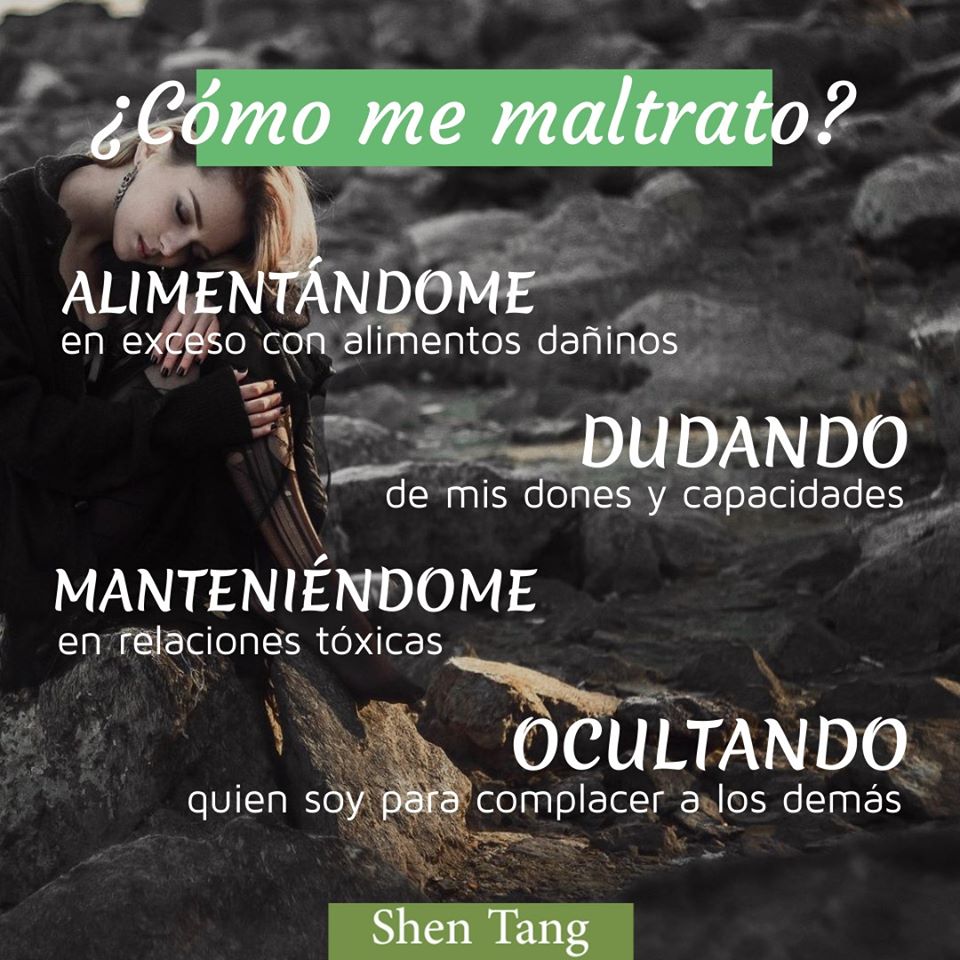 ¿Cómo me maltrato?
ALIMENTÁNDOME
en exceso con alimentos dañinos
DUDANDO
de mis dones y capacidades
MANTENIÉNDOME
en relaciones tóxicas
OCULTANDO
quien soy para complacer a los demás
Shen Tang